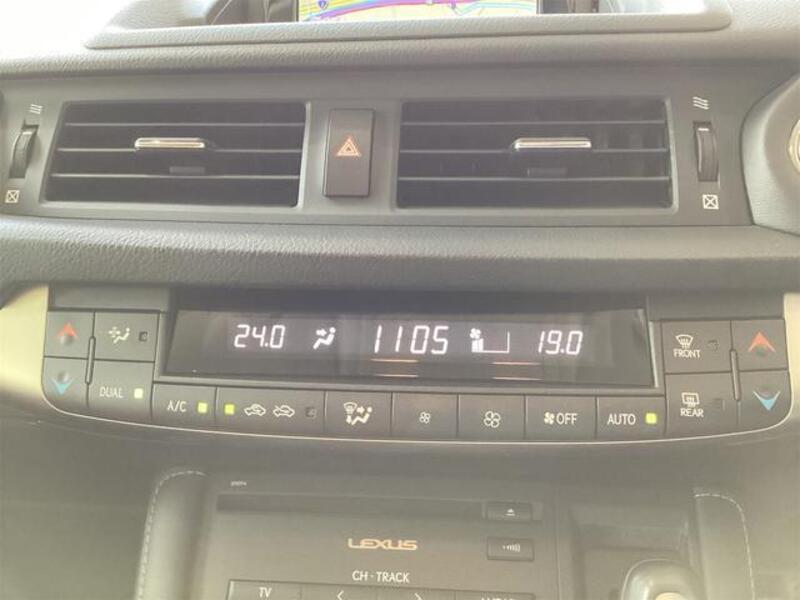 24.0 1105 19.0
FRONT
DUAL A/C OFF AUTO REAR
LEXUS
CH·TRACK
TV